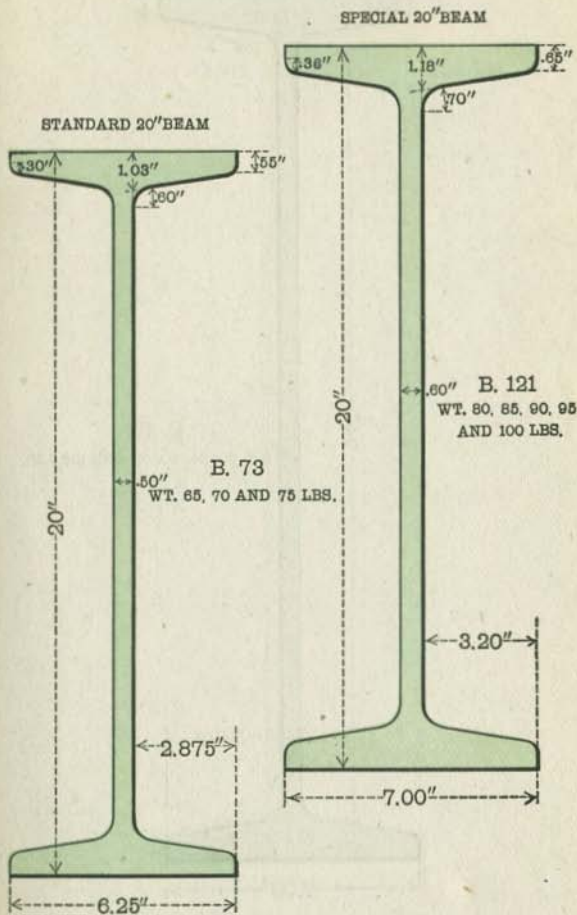 SPECIAL 20" BEAM
.36"
1.18"
.65"
.70"
20"
.60"
B. 121
WT. 80, 85, 90, 95
AND 100 LBS.
3.20"
7.00"
STANDARD 20" BEAM
.30"
1.03"
.55"
.60"
20"
.50"
B. 73
WT. 65, 70 AND 75 LBS.
2.875"
6.25"